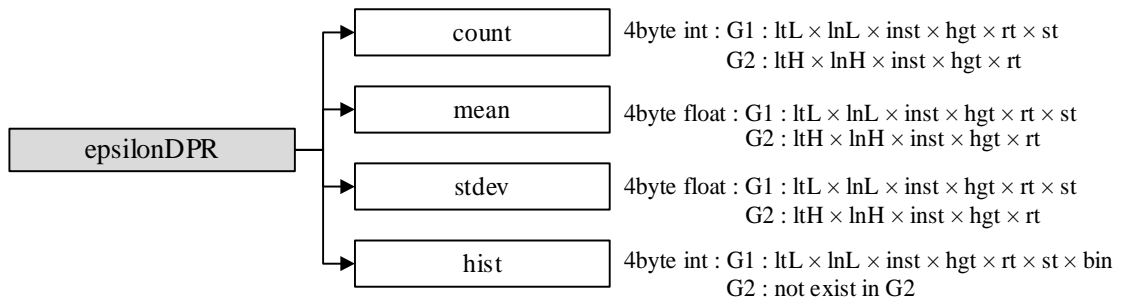 count
4byte int : G1 : ltL × lnL × inst × hgt × rt × st
G2 : ltH × lnH × inst × hgt × rt
mean
4byte float : G1 : ltL × lnL × inst × hgt × rt × st
G2 : ltH × lnH × inst × hgt × rt
epsilonDPR
stdev
4byte float : G1 : ltL × lnL × inst × hgt × rt × st
G2 : ltH × lnH × inst × hgt × rt
hist
4byte int : G1 : ltL × lnL × inst × hgt × rt × st × bin
G2 : not exist in G2